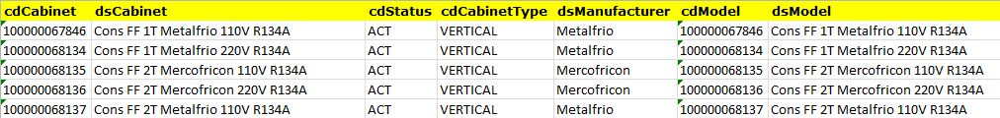 cdCabinet dsCabinet cdStatus cdCabinetType dsManufacturer cdModel dsModel
100000067846 Cons FF 1T Metalfrio 110V R134A ACT VERTICAL Metalfrio 100000067846 Cons FF 1T Metalfrio 110V R134A
100000068134 Cons FF 1T Metalfrio 220V R134A ACT VERTICAL Metalfrio 100000068134 Cons FF 1T Metalfrio 220V R134A
100000068135 Cons FF 2T Mercofricon 110V R134A ACT VERTICAL Mercofricon 100000068135 Cons FF 2T Mercofricon 110V R134A
100000068136 Cons FF 2T Mercofricon 220V R134A ACT VERTICAL Mercofricon 100000068136 Cons FF 2T Mercofricon 220V R134A
100000068137 Cons FF 2T Metalfrio 110V R134A ACT VERTICAL Metalfrio 100000068137 Cons FF 2T Metalfrio 110V R134A